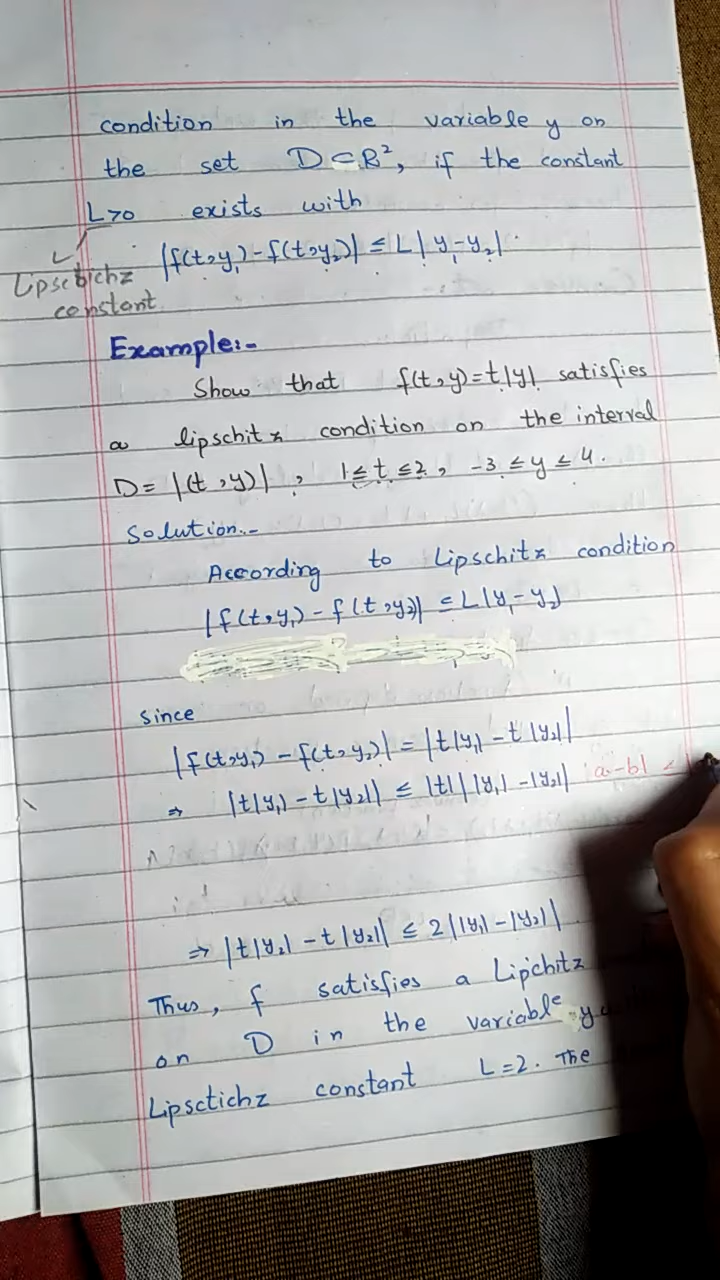 condition in the variable y on
the set D ⊂ R², if the constant
L>0 exists with
|f(t,y₁)-f(t,y₂)| ≤ L|y₁-y₂|.
Lipsctichz
constant
Example:-
Show that f(t,y)=t|y| satisfies
a lipschitz condition on the interval
D= |(t,y)|, 1≤t≤2, -3≤y≤4.
Solution:-
According to Lipschitz condition
|f(t,y₁)-f(t,y₂)| ≤ L|y₁-y₂|
since
|f(t,y₁)-f(t,y₂)| = |t|y₁|-t|y₂||
⇒ |t|y₁|-t|y₂|| ≤ |t|||y₁|-|y₂|| |a-b| ≤
⇒ |t|y₂|-t|y₂|| ≤ 2||y₁|-|y₂||
Thus, f satisfies a Lipchitz
on D in the variable y
Lipsctichz constant L=2. The